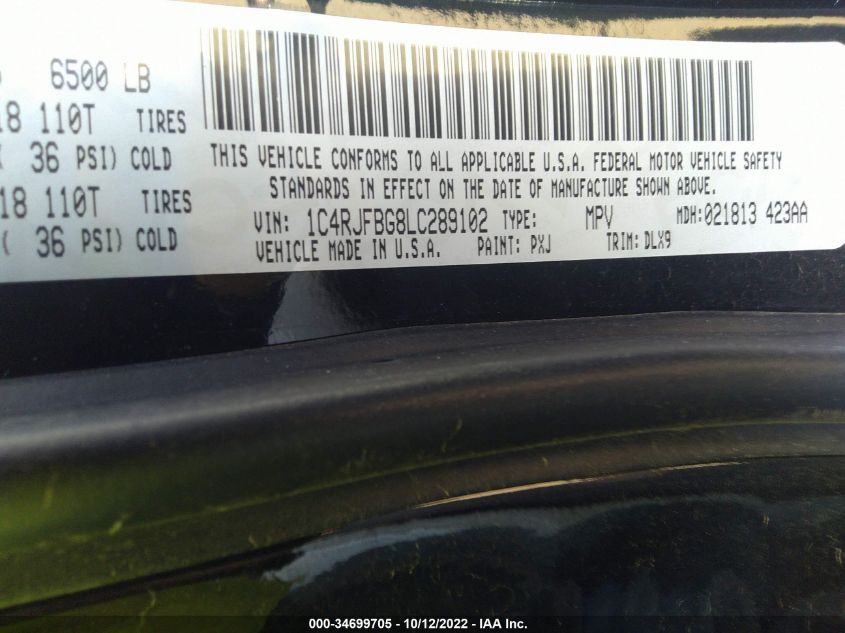 6500 LB
18 110T TIRES
( 36 PSI) COLD
18 110T TIRES
( 36 PSI) COLD
THIS VEHICLE CONFORMS TO ALL APPLICABLE U.S.A. FEDERAL MOTOR VEHICLE SAFETY
STANDARDS IN EFFECT ON THE DATE OF MANUFACTURE SHOWN ABOVE.
VIN: 1C4RJFBG8LC289102 TYPE: MPV MDH:021813 423AA
VEHICLE MADE IN U.S.A. PAINT: PXJ TRIM: DLX9
000-34699705 - 10/12/2022 - IAA Inc.